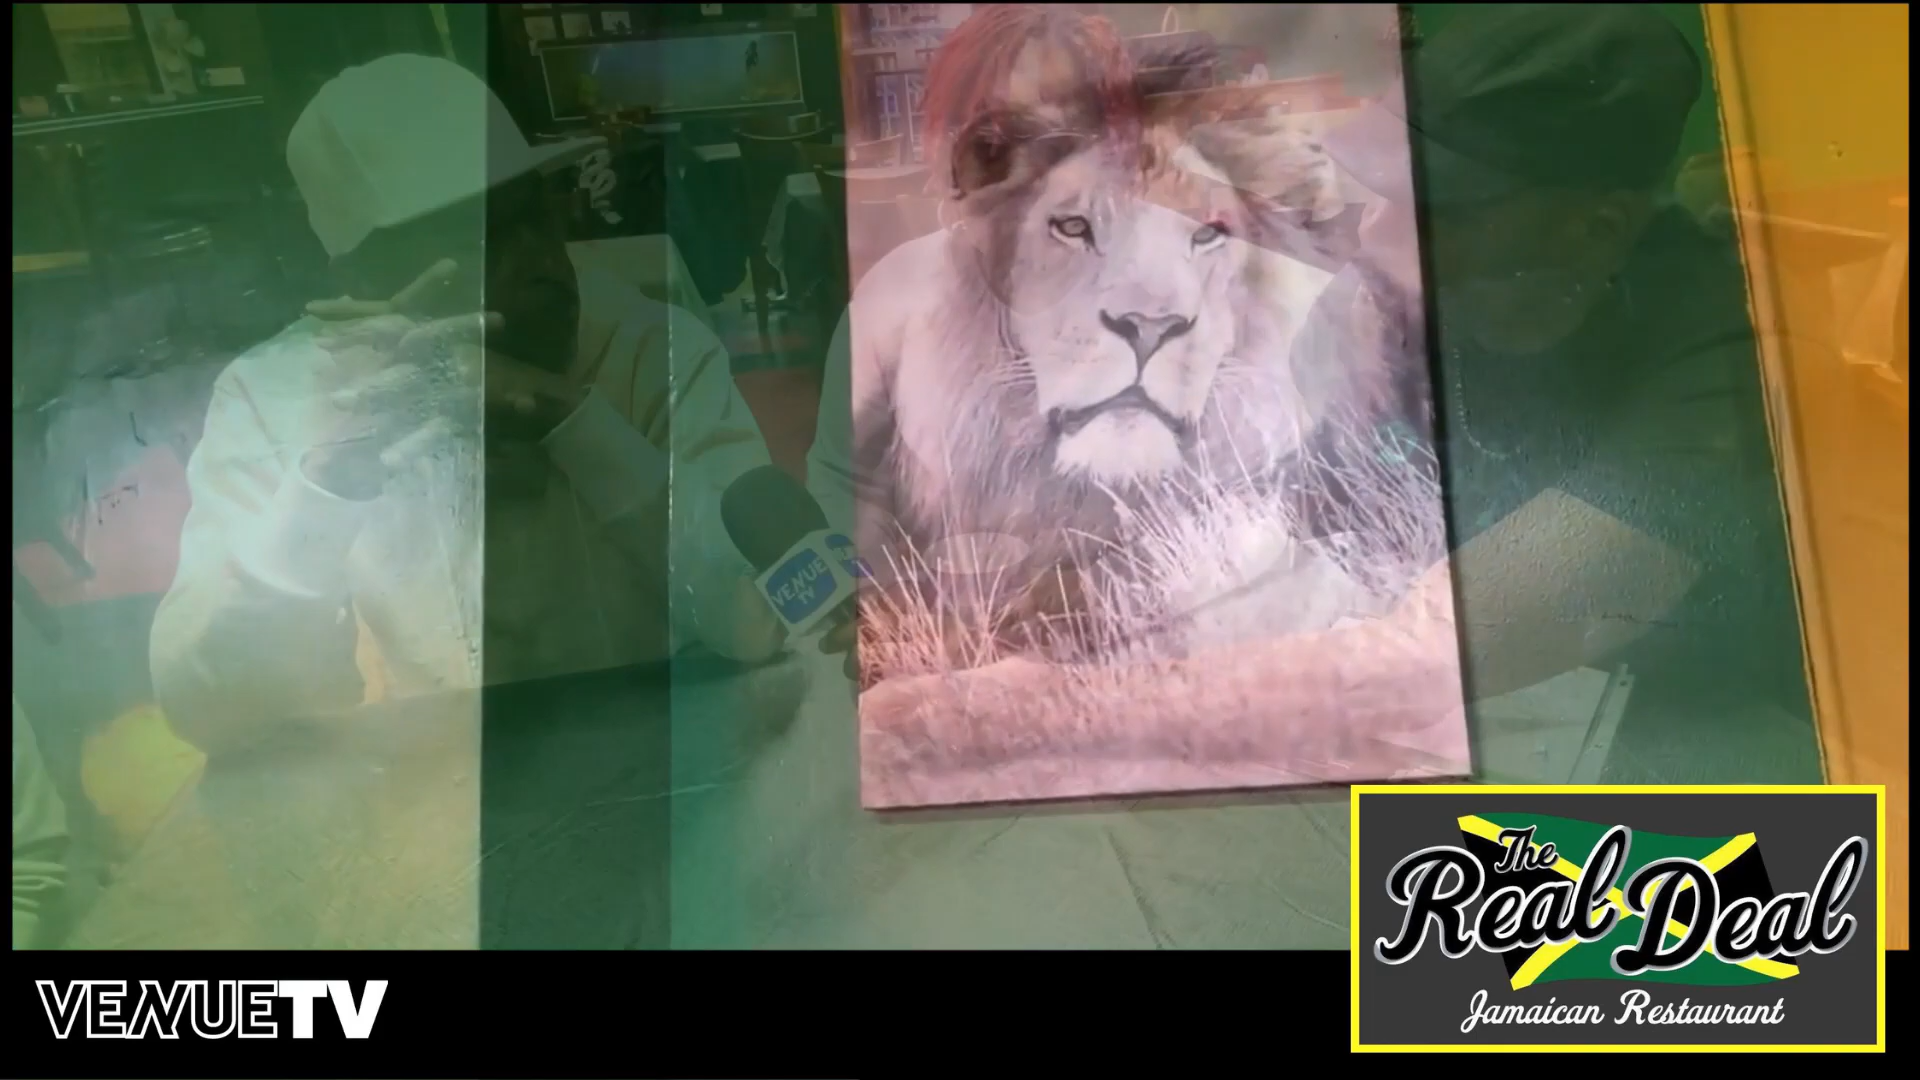 VENUE
TV
The
Real Deal
Jamaican Restaurant
VENUETV